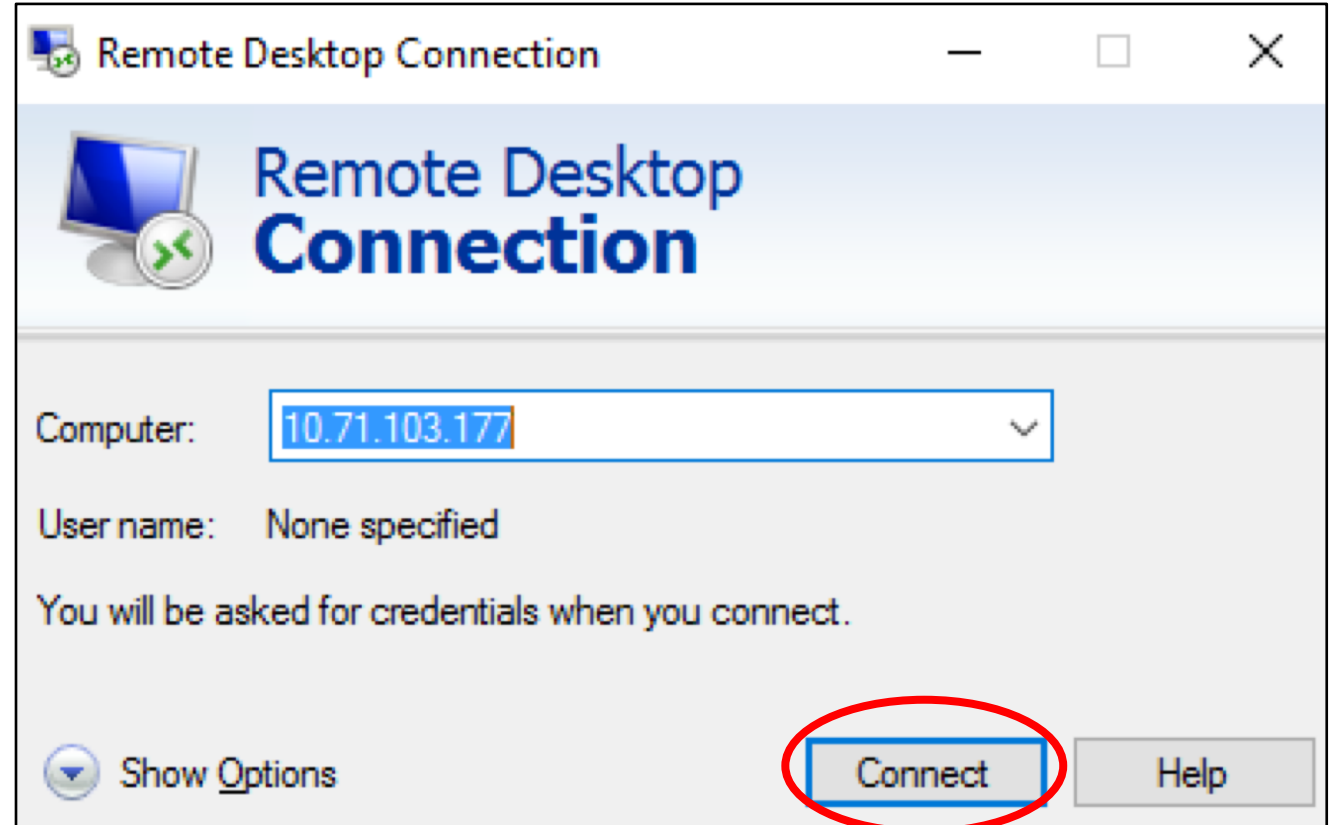 Remote Desktop Connection
Remote Desktop
Connection
Computer: 10.71.103.177
User name: None specified
You will be asked for credentials when you connect.
Show Options Connect Help